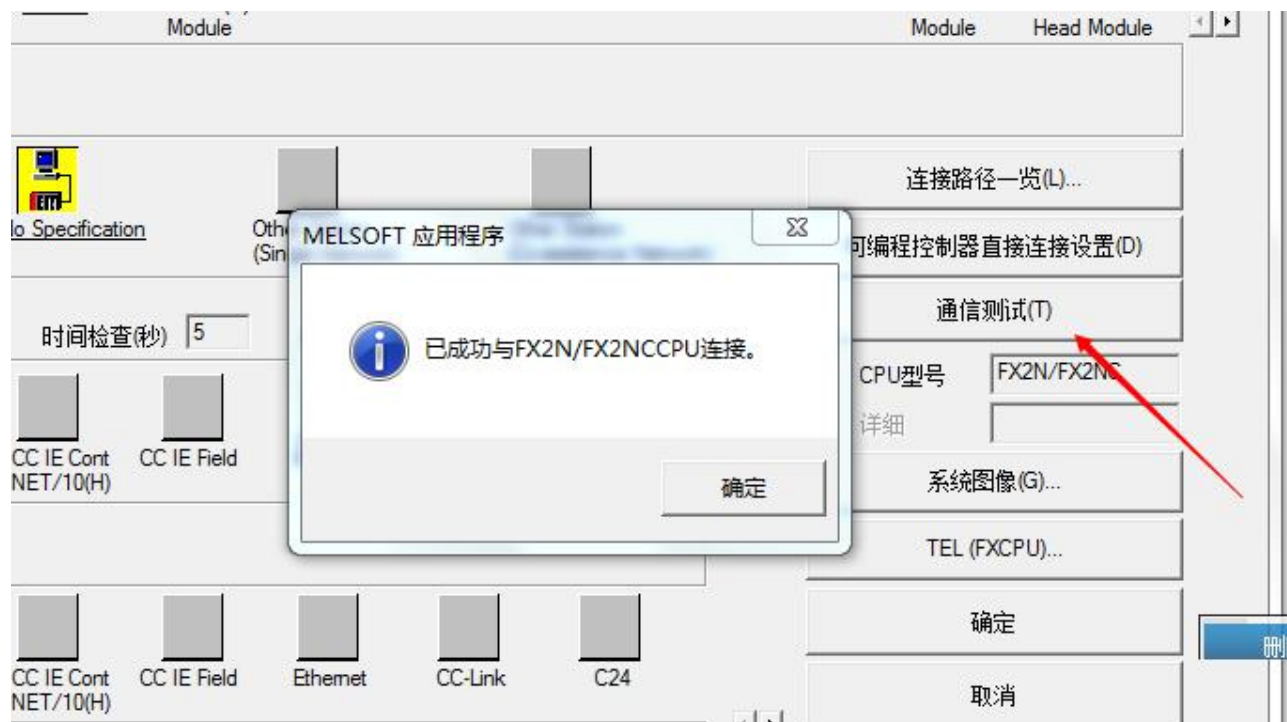 Module
Module
Head Module
连接路径一览(L)...
lo Specification
MELSOFT 应用程序
可编程控制器直接连接设置(D)
时间检查(秒)
5
通信测试(T)
已成功与FX2N/FX2NCCPU连接。
CPU型号
FX2N/FX2NC
详细
CC IE Cont
NET/10(H)
CC IE Field
确定
系统图像(G)...
TEL (FXCPU)...
确定
删
CC IE Cont
NET/10(H)
CC IE Field
Ethernet
CC-Link
C24
取消